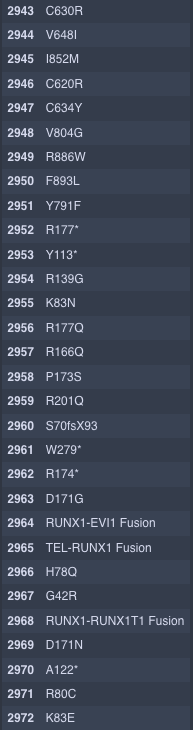 2943 C630R
2944 V648I
2945 I852M
2946 C620R
2947 C634Y
2948 V804G
2949 R886W
2950 F893L
2951 Y791F
2952 R177*
2953 Y113*
2954 R139G
2955 K83N
2956 R177Q
2957 R166Q
2958 P173S
2959 R201Q
2960 S70fsX93
2961 W279*
2962 R174*
2963 D171G
2964 RUNX1-EVI1 Fusion
2965 TEL-RUNX1 Fusion
2966 H78Q
2967 G42R
2968 RUNX1-RUNX1T1 Fusion
2969 D171N
2970 A122*
2971 R80C
2972 K83E